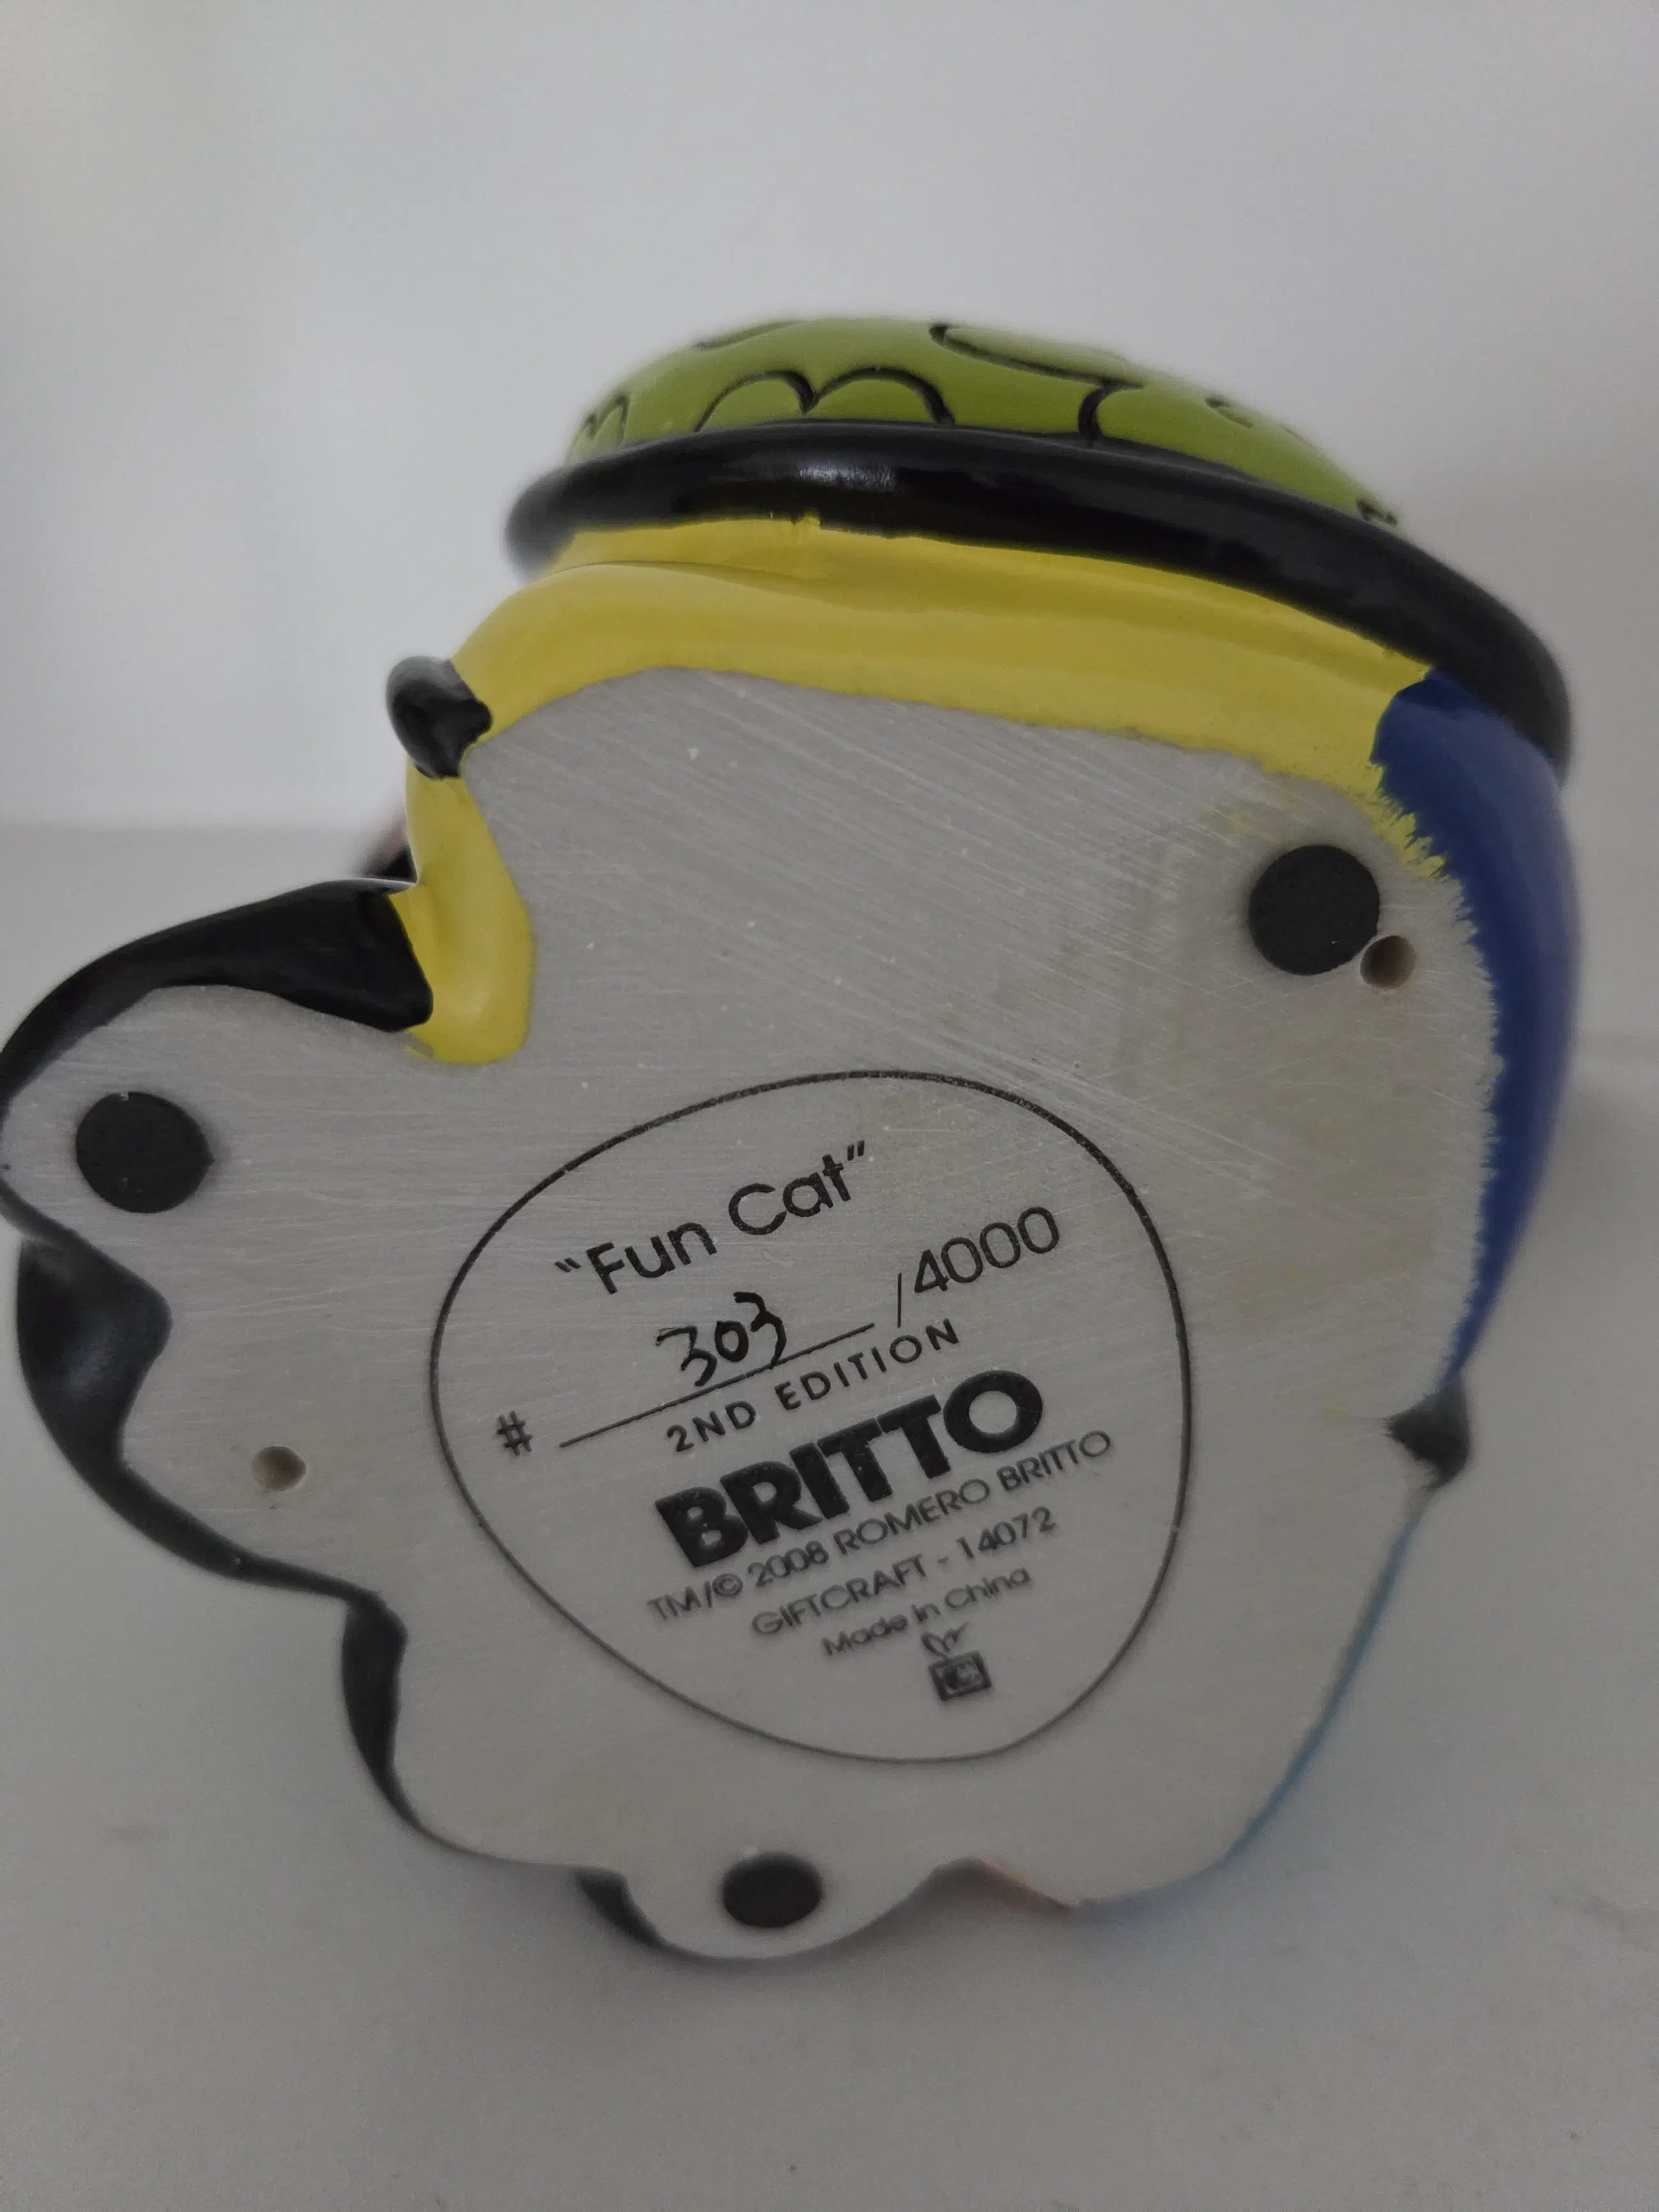 "Fun Cat"
# 303 /4000
2ND EDITION
BRITTO
TM/© 2008 ROMERO BRITTO
GIFTCRAFT - 14072
Made in China